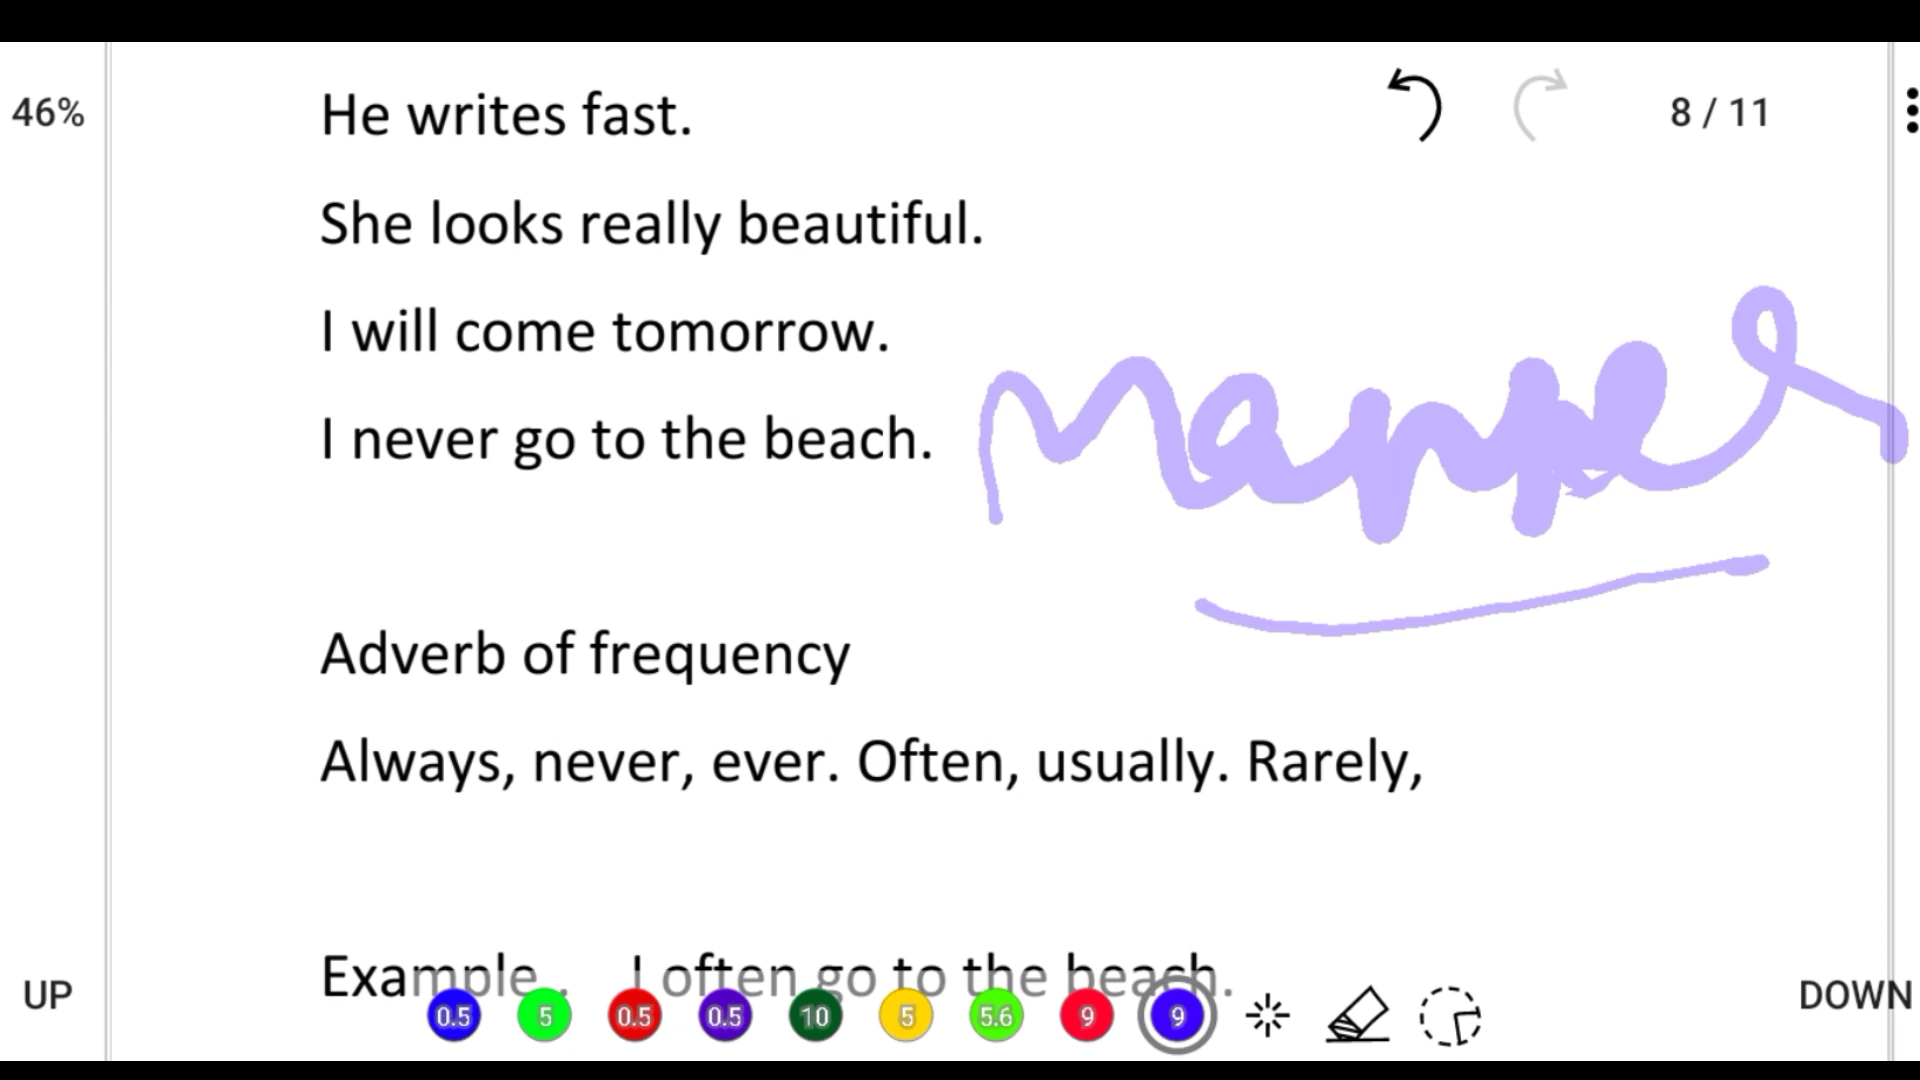 46%
He writes fast.
8 / 11
She looks really beautiful.
I will come tomorrow.
I never go to the beach.
Manner
Adverb of frequency
Always, never, ever. Often, usually. Rarely,
Example . I often go to the beach.
UP
DOWN
0.5 5 0.5 0.5 10 5 5.6 9 9